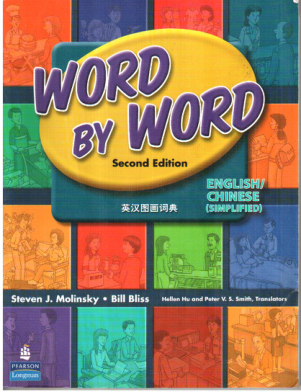 WORD
BY WORD
Second Edition
ENGLISH/
CHINESE
(SIMPLIFIED)
英汉图画词典
Steven J. Molinsky • Bill Bliss
Hellen Hu and Peter V. S. Smith, Translators
PEARSON
Longman